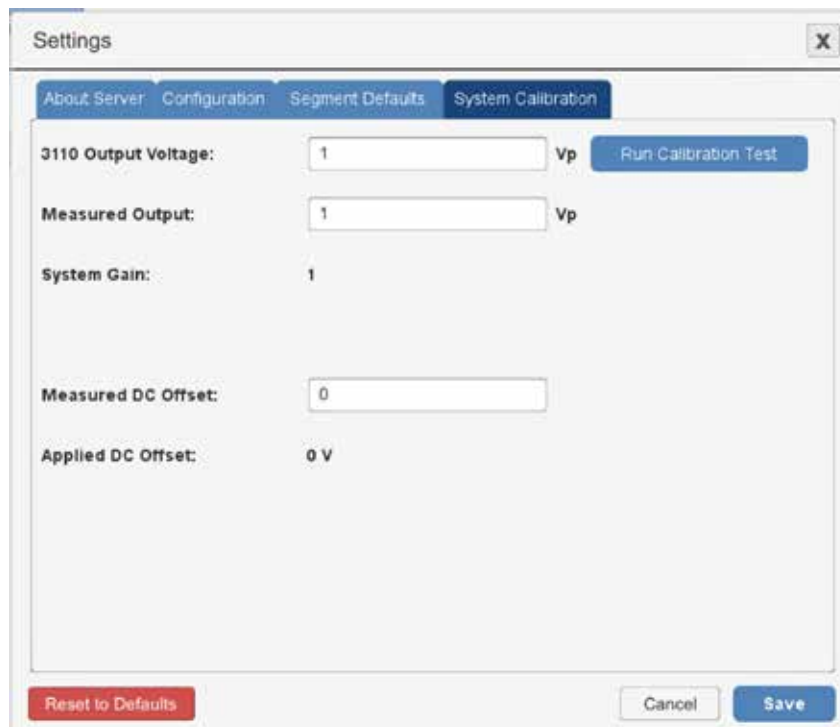 Settings X
About Server Configuration Segment Defaults System Calibration
3110 Output Voltage: 1 Vp Run Calibration Test
Measured Output: 1 Vp
System Gain: 1
Measured DC Offset: 0
Applied DC Offset: 0 V
Reset to Defaults Cancel Save